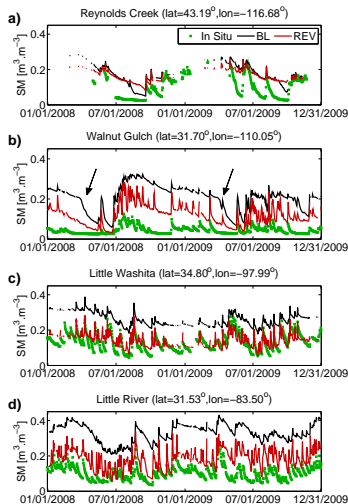 a) Reynolds Creek (lat=43.19°,lon=−116.68°)
In Situ BL REV
SM [m³.m⁻³]
0.4
0.2
0
01/01/2008 07/01/2008 01/01/2009 07/01/2009 12/31/2009
b) Walnut Gulch (lat=31.70°,lon=−110.05°)
SM [m³.m⁻³]
0.4
0.2
0
01/01/2008 07/01/2008 01/01/2009 07/01/2009 12/31/2009
c) Little Washita (lat=34.80°,lon=−97.99°)
SM [m³.m⁻³]
0.4
0.2
0
01/01/2008 07/01/2008 01/01/2009 07/01/2009 12/31/2009
d) Little River (lat=31.53°,lon=−83.50°)
SM [m³.m⁻³]
0.4
0.2
0
01/01/2008 07/01/2008 01/01/2009 07/01/2009 12/31/2009